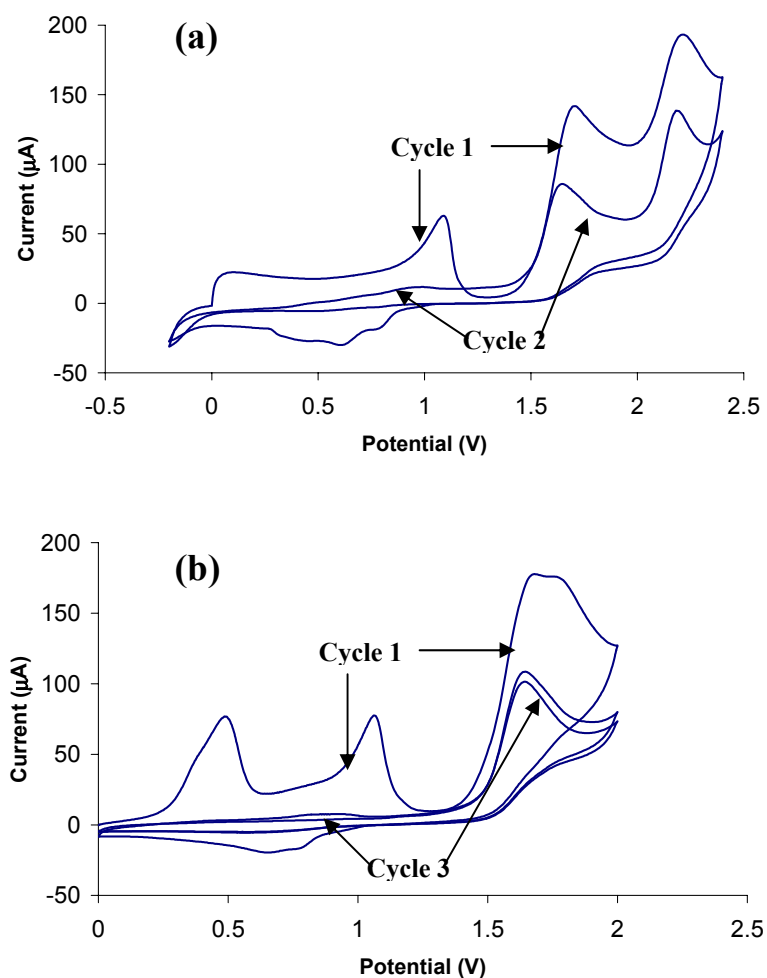 (a)
200
150
100
50
0
-50
Current (µA)
Cycle 1
Cycle 2
-0.5 0 0.5 1 1.5 2 2.5
Potential (V)
(b)
200
150
100
50
0
-50
Current (µA)
Cycle 1
Cycle 3
0 0.5 1 1.5 2 2.5
Potential (V)